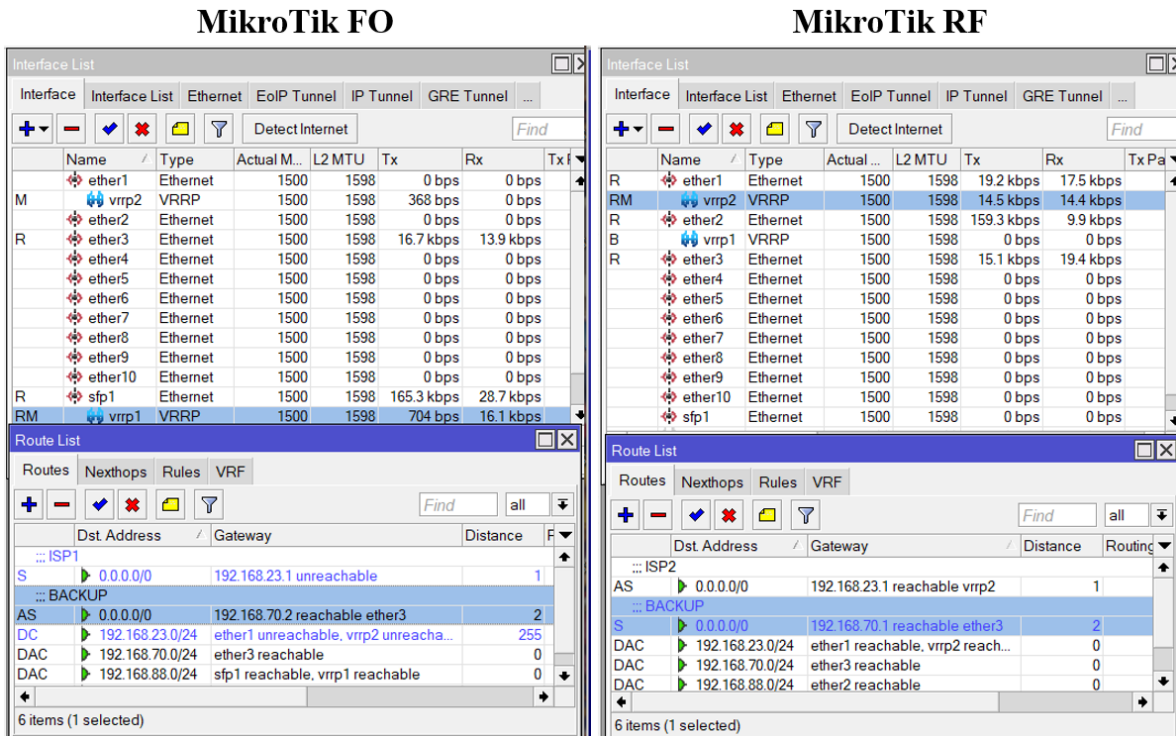 MikroTik FO
Interface List
Interface Interface List Ethernet EoIP Tunnel IP Tunnel GRE Tunnel ...
Detect Internet Find
Name Type Actual M... L2 MTU Tx Rx Tx
ether1 Ethernet 1500 1598 0 bps 0 bps
M vrrp2 VRRP 1500 1598 368 bps 0 bps
ether2 Ethernet 1500 1598 0 bps 0 bps
R ether3 Ethernet 1500 1598 16.7 kbps 13.9 kbps
ether4 Ethernet 1500 1598 0 bps 0 bps
ether5 Ethernet 1500 1598 0 bps 0 bps
ether6 Ethernet 1500 1598 0 bps 0 bps
ether7 Ethernet 1500 1598 0 bps 0 bps
ether8 Ethernet 1500 1598 0 bps 0 bps
ether9 Ethernet 1500 1598 0 bps 0 bps
ether10 Ethernet 1500 1598 0 bps 0 bps
R sfp1 Ethernet 1500 1598 165.3 kbps 28.7 kbps
RM vrrp1 VRRP 1500 1598 704 bps 16.1 kbps
Route List
Routes Nexthops Rules VRF
Find all
Dst. Address Gateway Distance
::: ISP1
S 0.0.0.0/0 192.168.23.1 unreachable 1
::: BACKUP
AS 0.0.0.0/0 192.168.70.2 reachable ether3 2
DC 192.168.23.0/24 ether1 unreachable, vrrp2 unreacha... 255
DAC 192.168.70.0/24 ether3 reachable 0
DAC 192.168.88.0/24 sfp1 reachable, vrrp1 reachable 0
6 items (1 selected)
MikroTik RF
Interface List
Interface Interface List Ethernet EoIP Tunnel IP Tunnel GRE Tunnel ...
Detect Internet Find
Name Type Actual ... L2 MTU Tx Rx Tx Pa
R ether1 Ethernet 1500 1598 19.2 kbps 17.5 kbps
RM vrrp2 VRRP 1500 1598 14.5 kbps 14.4 kbps
R ether2 Ethernet 1500 1598 159.3 kbps 9.9 kbps
B vrrp1 VRRP 1500 1598 0 bps 0 bps
R ether3 Ethernet 1500 1598 15.1 kbps 19.4 kbps
ether4 Ethernet 1500 1598 0 bps 0 bps
ether5 Ethernet 1500 1598 0 bps 0 bps
ether6 Ethernet 1500 1598 0 bps 0 bps
ether7 Ethernet 1500 1598 0 bps 0 bps
ether8 Ethernet 1500 1598 0 bps 0 bps
ether9 Ethernet 1500 1598 0 bps 0 bps
ether10 Ethernet 1500 1598 0 bps 0 bps
sfp1 Ethernet 1500 1598 0 bps 0 bps
Route List
Routes Nexthops Rules VRF
Find all
Dst. Address Gateway Distance Routing
::: ISP2
AS 0.0.0.0/0 192.168.23.1 reachable vrrp2 1
::: BACKUP
S 0.0.0.0/0 192.168.70.1 reachable ether3 2
DAC 192.168.23.0/24 ether1 reachable, vrrp2 reach... 0
DAC 192.168.70.0/24 ether3 reachable 0
DAC 192.168.88.0/24 ether2 reachable 0
6 items (1 selected)